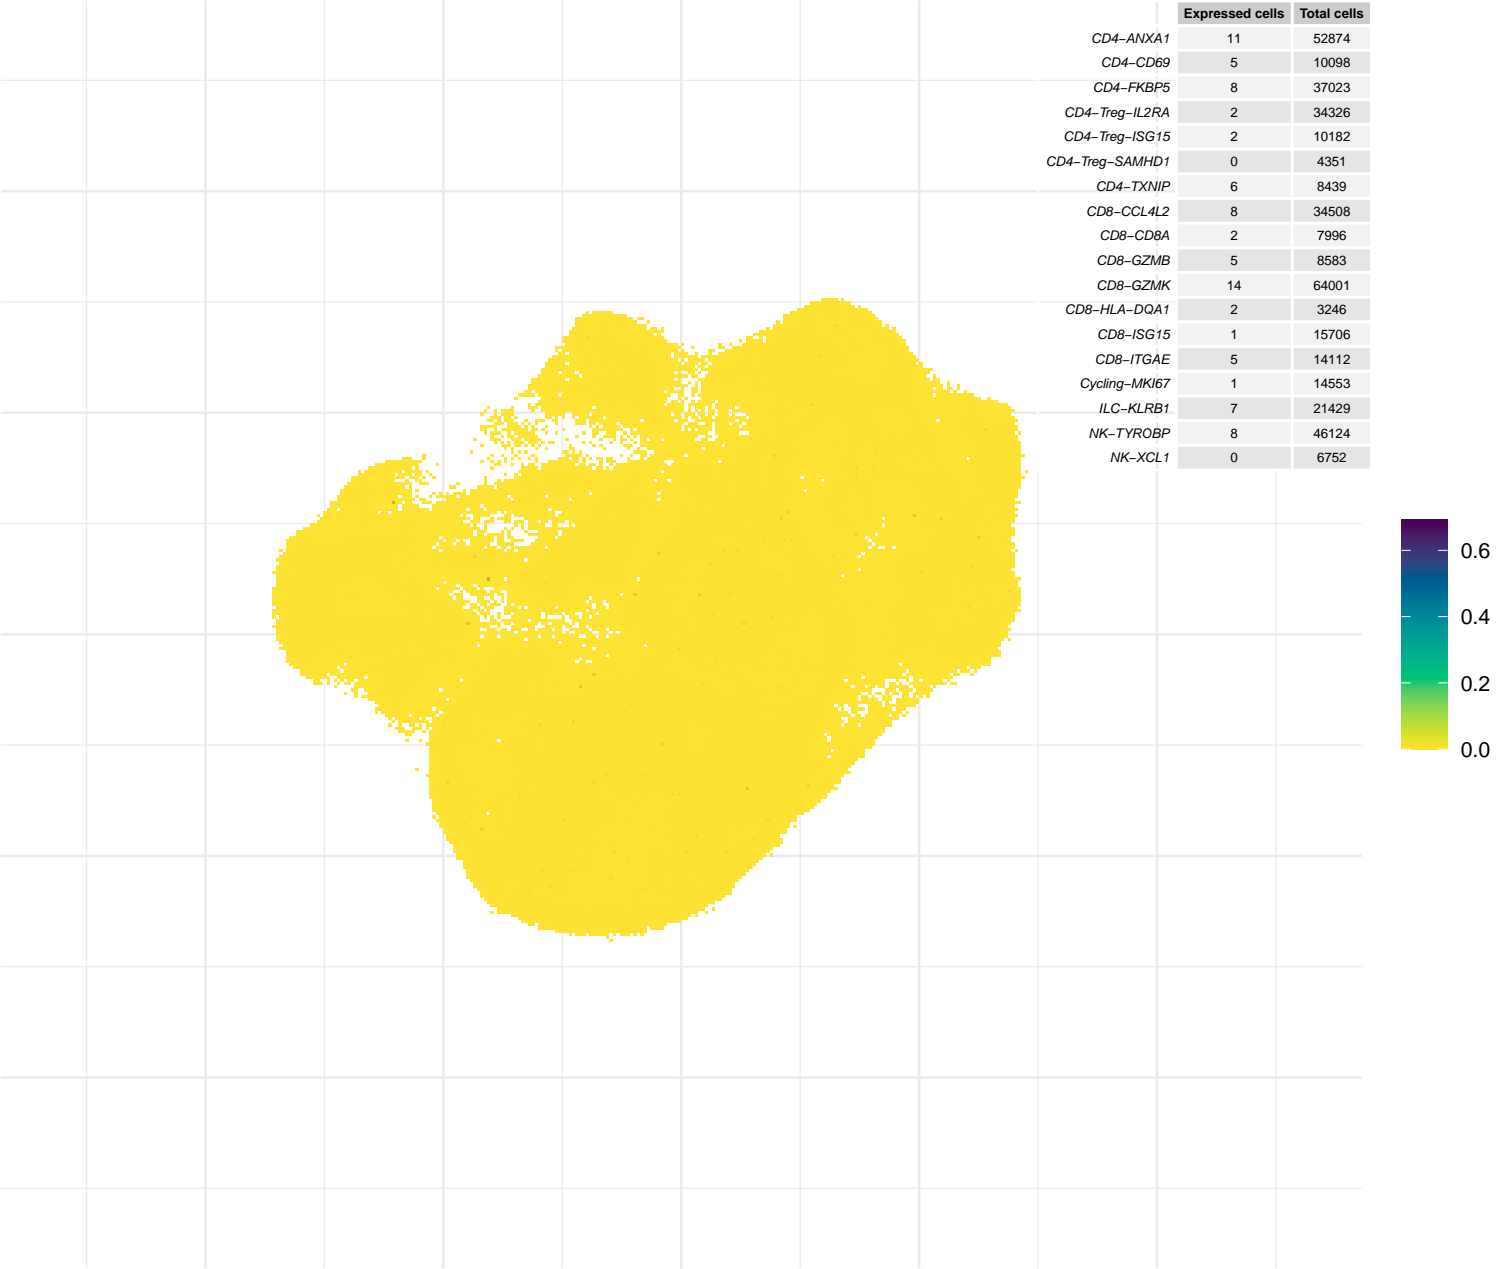 Expressed cells Total cells
CD4−ANXA1 11 52874
CD4−CD69 5 10098
CD4−FKBP5 8 37023
CD4−Treg−IL2RA 2 34326
CD4−Treg−ISG15 2 10182
CD4−Treg−SAMHD1 0 4351
CD4−TXNIP 6 8439
CD8−CCL4L2 8 34508
CD8−CD8A 2 7996
CD8−GZMB 5 8583
CD8−GZMK 14 64001
CD8−HLA−DQA1 2 3246
CD8−ISG15 1 15706
CD8−ITGAE 5 14112
Cycling−MKI67 1 14553
ILC−KLRB1 7 21429
NK−TYROBP 8 46124
NK−XCL1 0 6752
0.6
0.4
0.2
0.0